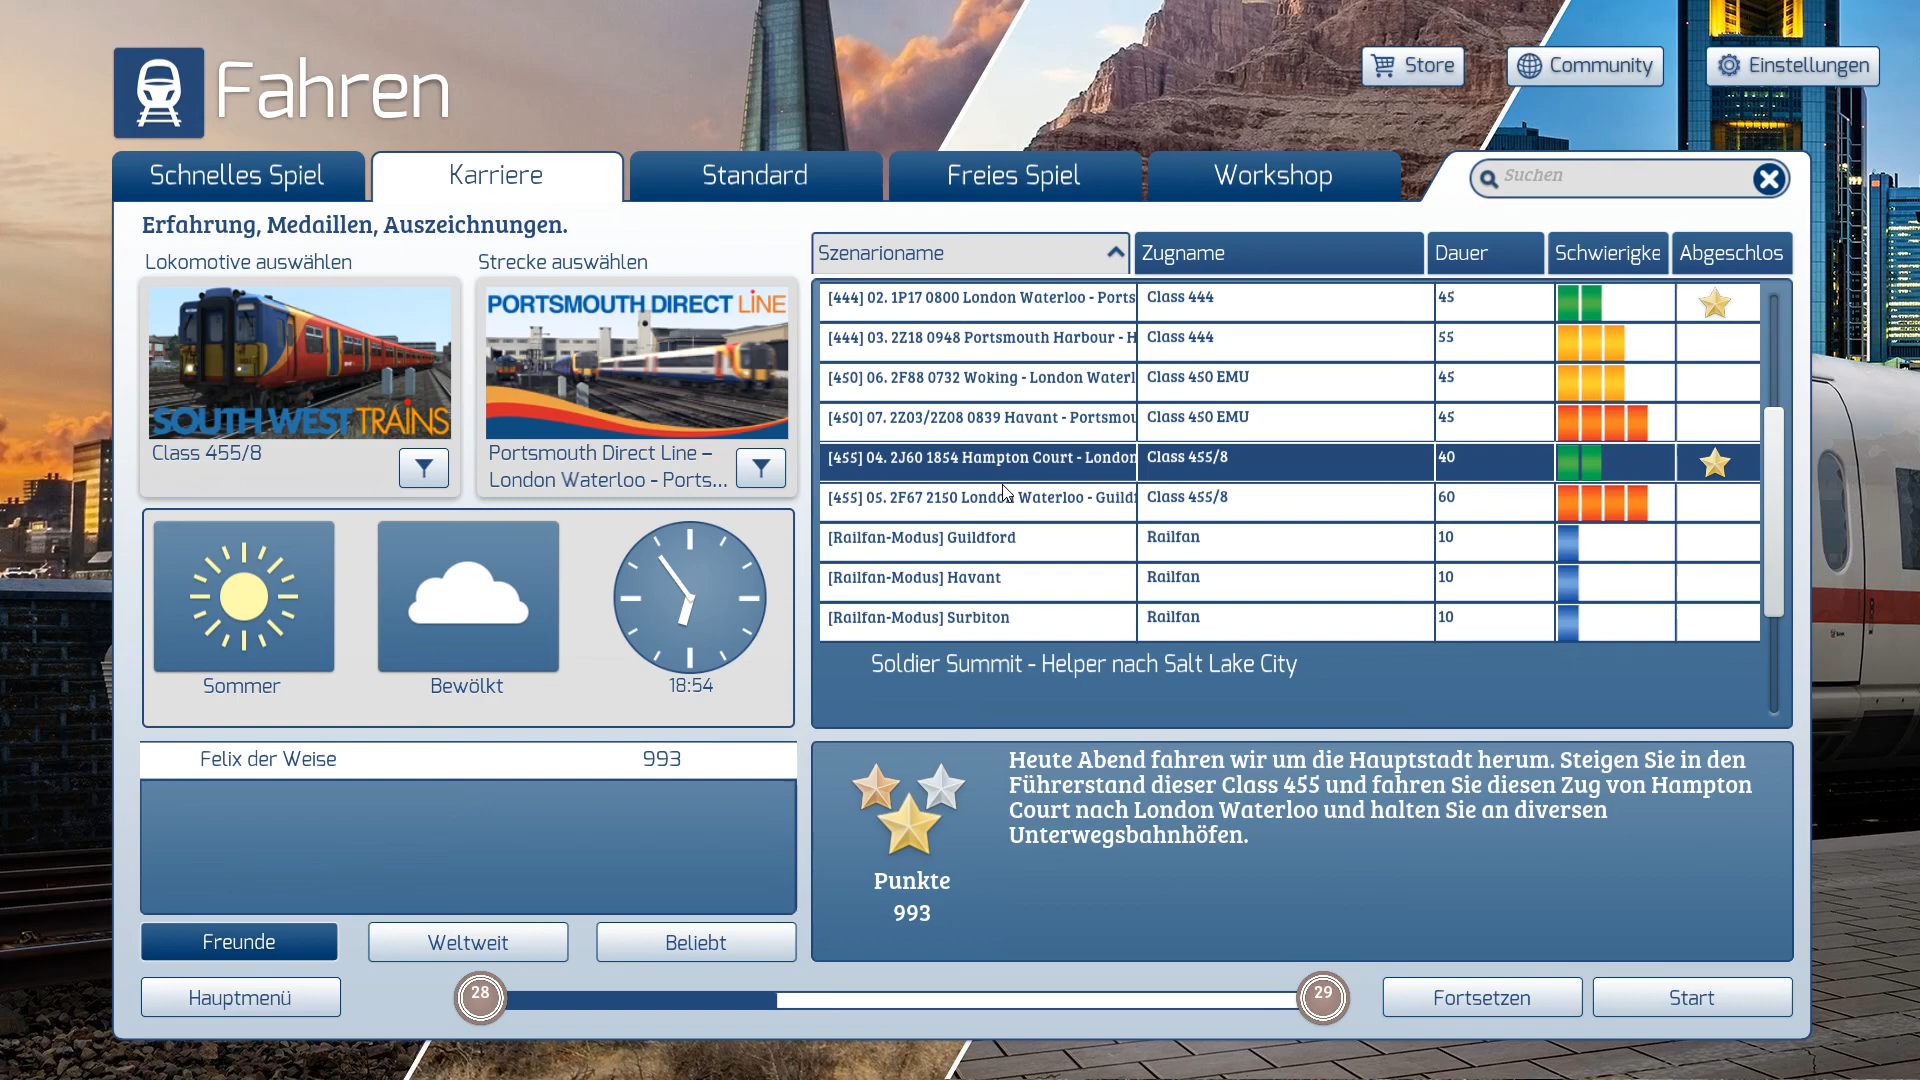 Fahren
Store
Community
Einstellungen
Schnelles Spiel
Karriere
Standard
Freies Spiel
Workshop
Suchen
Erfahrung, Medaillen, Auszeichnungen.
Lokomotive auswählen
Strecke auswählen
SOUTH WEST TRAINS
Class 455/8
PORTSMOUTH DIRECT LINE
Portsmouth Direct Line –
London Waterloo - Ports...
Sommer
Bewölkt
18:54
Szenarioname Zugname Dauer Schwierigke Abgeschlos
[444] 02. 1P17 0800 London Waterloo - Ports Class 444 45
[444] 03. 2Z18 0948 Portsmouth Harbour - H Class 444 55
[450] 06. 2F88 0732 Woking - London Waterl Class 450 EMU 45
[450] 07. 2Z03/2Z08 0839 Havant - Portsmou Class 450 EMU 45
[455] 04. 2J60 1854 Hampton Court - London Class 455/8 40
[455] 05. 2F67 2150 London Waterloo - Guild Class 455/8 60
[Railfan-Modus] Guildford Railfan 10
[Railfan-Modus] Havant Railfan 10
[Railfan-Modus] Surbiton Railfan 10
Soldier Summit - Helper nach Salt Lake City
Felix der Weise 993
Freunde
Weltweit
Beliebt
Punkte
993
Heute Abend fahren wir um die Hauptstadt herum. Steigen Sie in den
Führerstand dieser Class 455 und fahren Sie diesen Zug von Hampton
Court nach London Waterloo und halten Sie an diversen
Unterwegsbahnhöfen.
Hauptmenü
28
29
Fortsetzen
Start